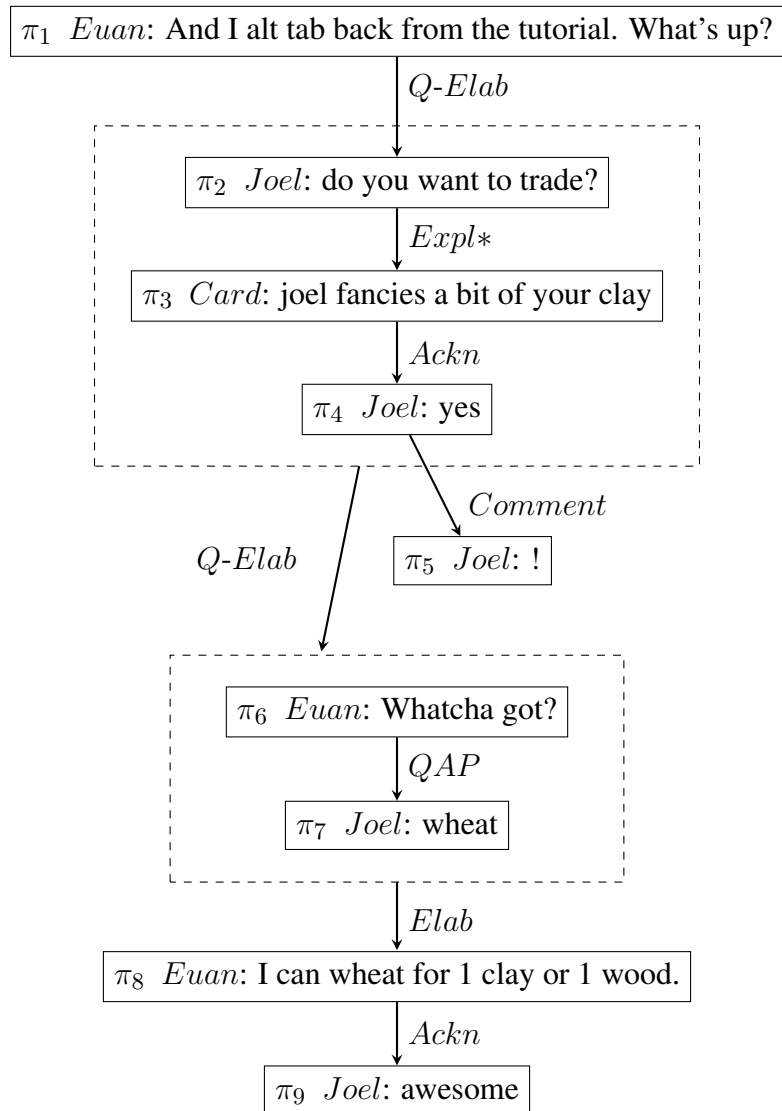 π1 Euan: And I alt tab back from the tutorial. What's up?
Q-Elab
π2 Joel: do you want to trade?
Expl*
π3 Card: joel fancies a bit of your clay
Ackn
π4 Joel: yes
Comment
π5 Joel: !
Q-Elab
π6 Euan: Whatcha got?
QAP
π7 Joel: wheat
Elab
π8 Euan: I can wheat for 1 clay or 1 wood.
Ackn
π9 Joel: awesome